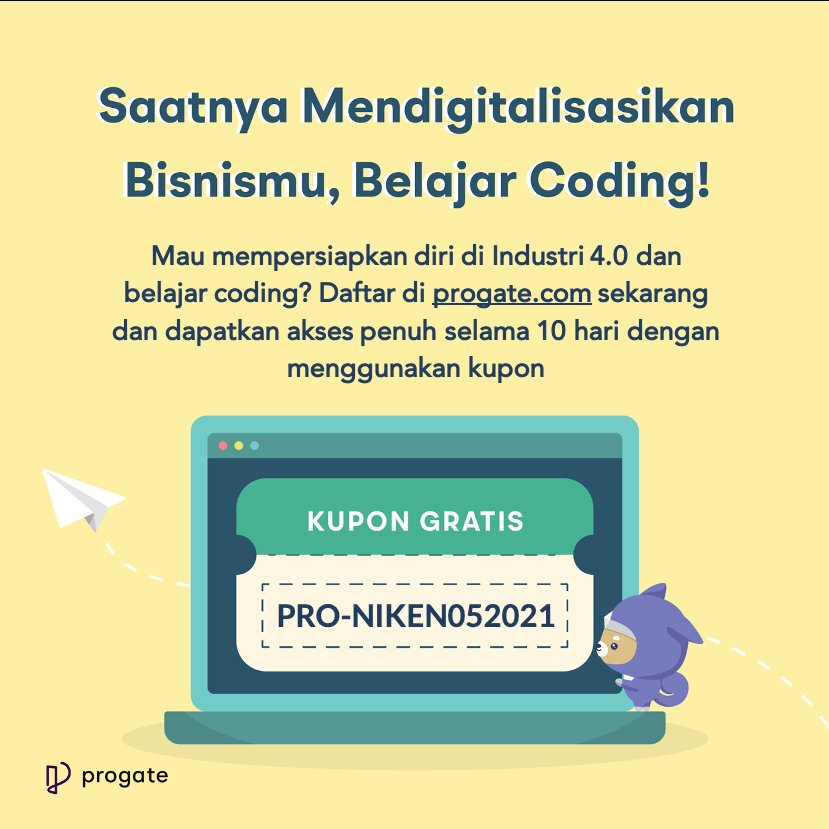 Saatnya Mendigitalisasikan
Bisnismu, Belajar Coding!
Mau mempersiapkan diri di Industri 4.0 dan
belajar coding? Daftar di progate.com sekarang
dan dapatkan akses penuh selama 10 hari dengan
menggunakan kupon
KUPON GRATIS
PRO-NIKEN052021
progate